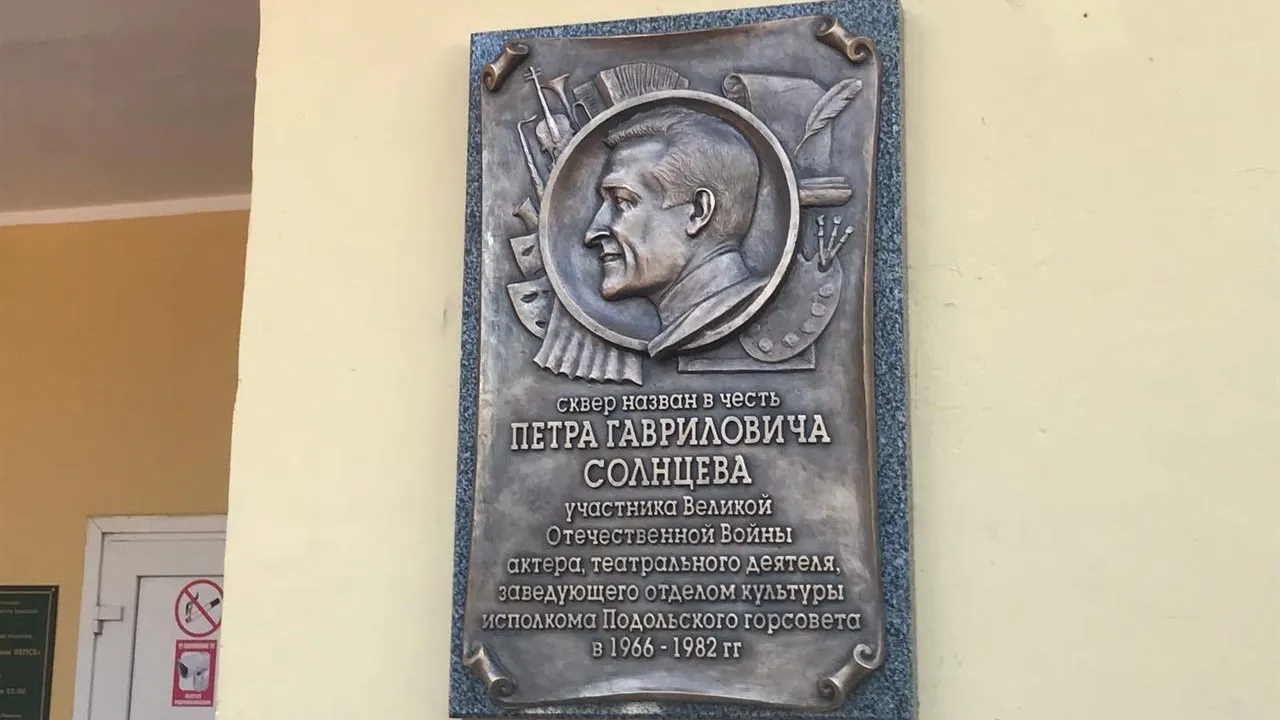 сквер назван в честь
ПЕТРА ГАВРИЛОВИЧА
СОЛНЦЕВА
участника Великой
Отечественной Войны
актера, театрального деятеля,
заведующего отделом культуры
исполкома Подольского горсовета
в 1966 - 1982 гг